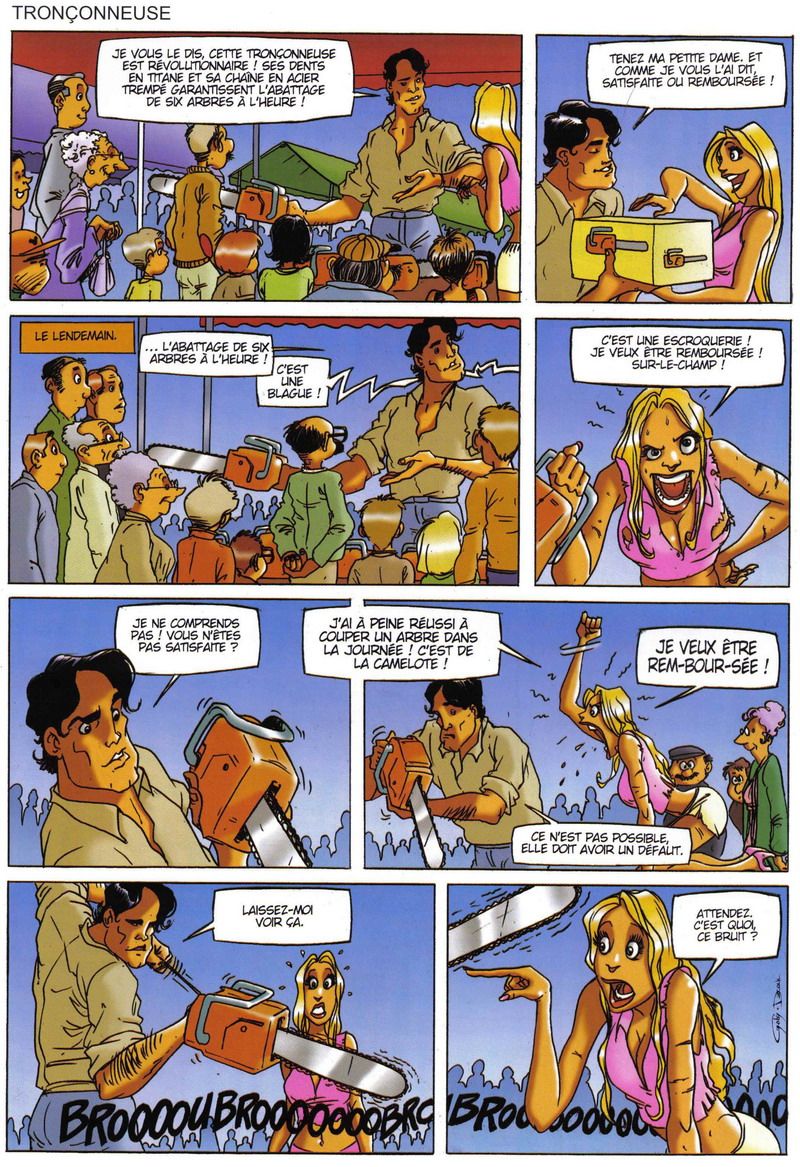 TRONÇONNEUSE
JE VOUS LE DIS, CETTE TRONÇONNEUSE
EST RÉVOLUTIONNAIRE ! SES DENTS
EN TITANE ET SA CHAÎNE EN ACIER
TREMPÉ GARANTISSENT L'ABATTAGE
DE SIX ARBRES À L'HEURE !
TENEZ MA PETITE DAME. ET
COMME JE VOUS L'AI DIT,
SATISFAITE OU REMBOURSÉE !
LE LENDEMAIN.
... L'ABATTAGE DE SIX
ARBRES À L'HEURE !
C'EST
UNE
BLAGUE !
C'EST UNE ESCROQUERIE !
JE VEUX ÊTRE REMBOURSÉE !
SUR-LE-CHAMP !
JE NE COMPRENDS
PAS ! VOUS N'ÊTES
PAS SATISFAITE ?
J'AI À PEINE RÉUSSI À
COUPER UN ARBRE DANS
LA JOURNÉE ! C'EST DE
LA CAMELOTE !
JE VEUX ÊTRE
REM-BOUR-SÉE !
CE N'EST PAS POSSIBLE,
ELLE DOIT AVOIR UN DÉFAUT.
LAISSEZ-MOI
VOIR ÇA.
BROOOOUBROOOOOOOBRO
ATTENDEZ.
C'EST QUOI,
CE BRUIT ?